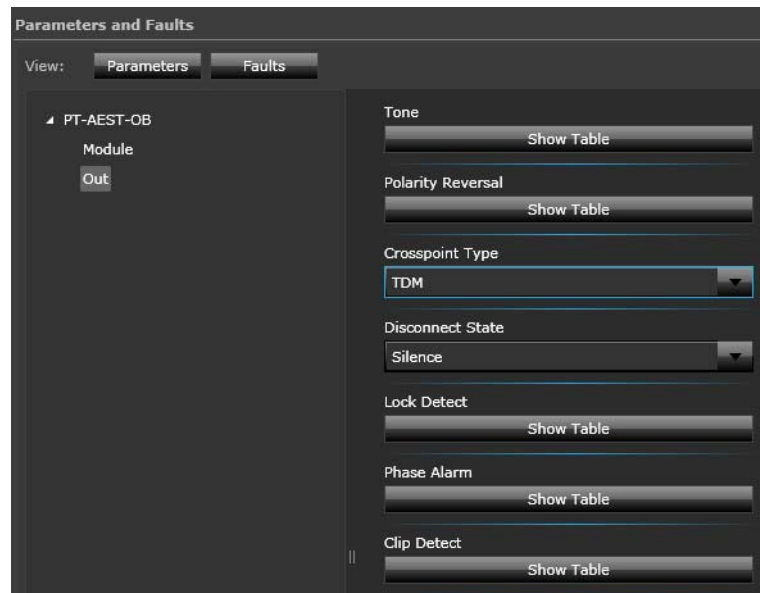 Parameters and Faults
View: Parameters Faults
PT-AEST-OB
Module
Out
Tone
Show Table
Polarity Reversal
Show Table
Crosspoint Type
TDM
Disconnect State
Silence
Lock Detect
Show Table
Phase Alarm
Show Table
Clip Detect
Show Table